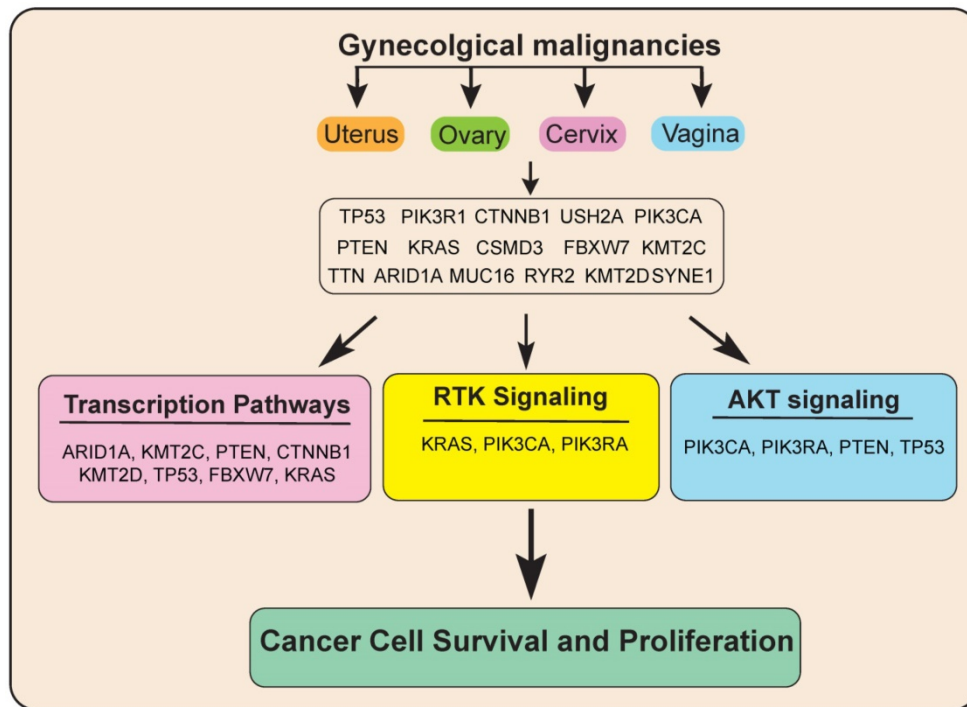 Gynecolgical malignancies
Uterus Ovary Cervix Vagina
TP53 PIK3R1 CTNNB1 USH2A PIK3CA
PTEN KRAS CSMD3 FBXW7 KMT2C
TTN ARID1A MUC16 RYR2 KMT2D SYNE1
Transcription Pathways
ARID1A, KMT2C, PTEN, CTNNB1
KMT2D, TP53, FBXW7, KRAS
RTK Signaling
KRAS, PIK3CA, PIK3RA
AKT signaling
PIK3CA, PIK3RA, PTEN, TP53
Cancer Cell Survival and Proliferation